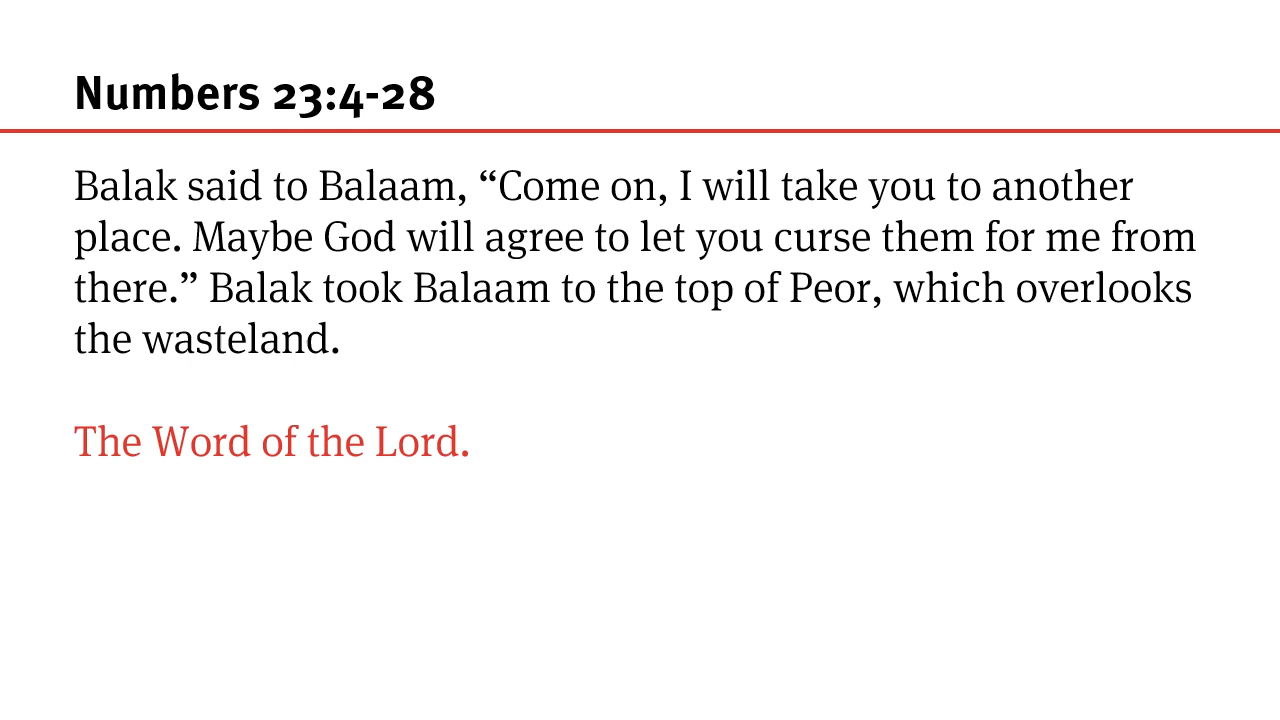 Numbers 23:4-28
Balak said to Balaam, “Come on, I will take you to another
place. Maybe God will agree to let you curse them for me from
there.” Balak took Balaam to the top of Peor, which overlooks
the wasteland.
The Word of the Lord.